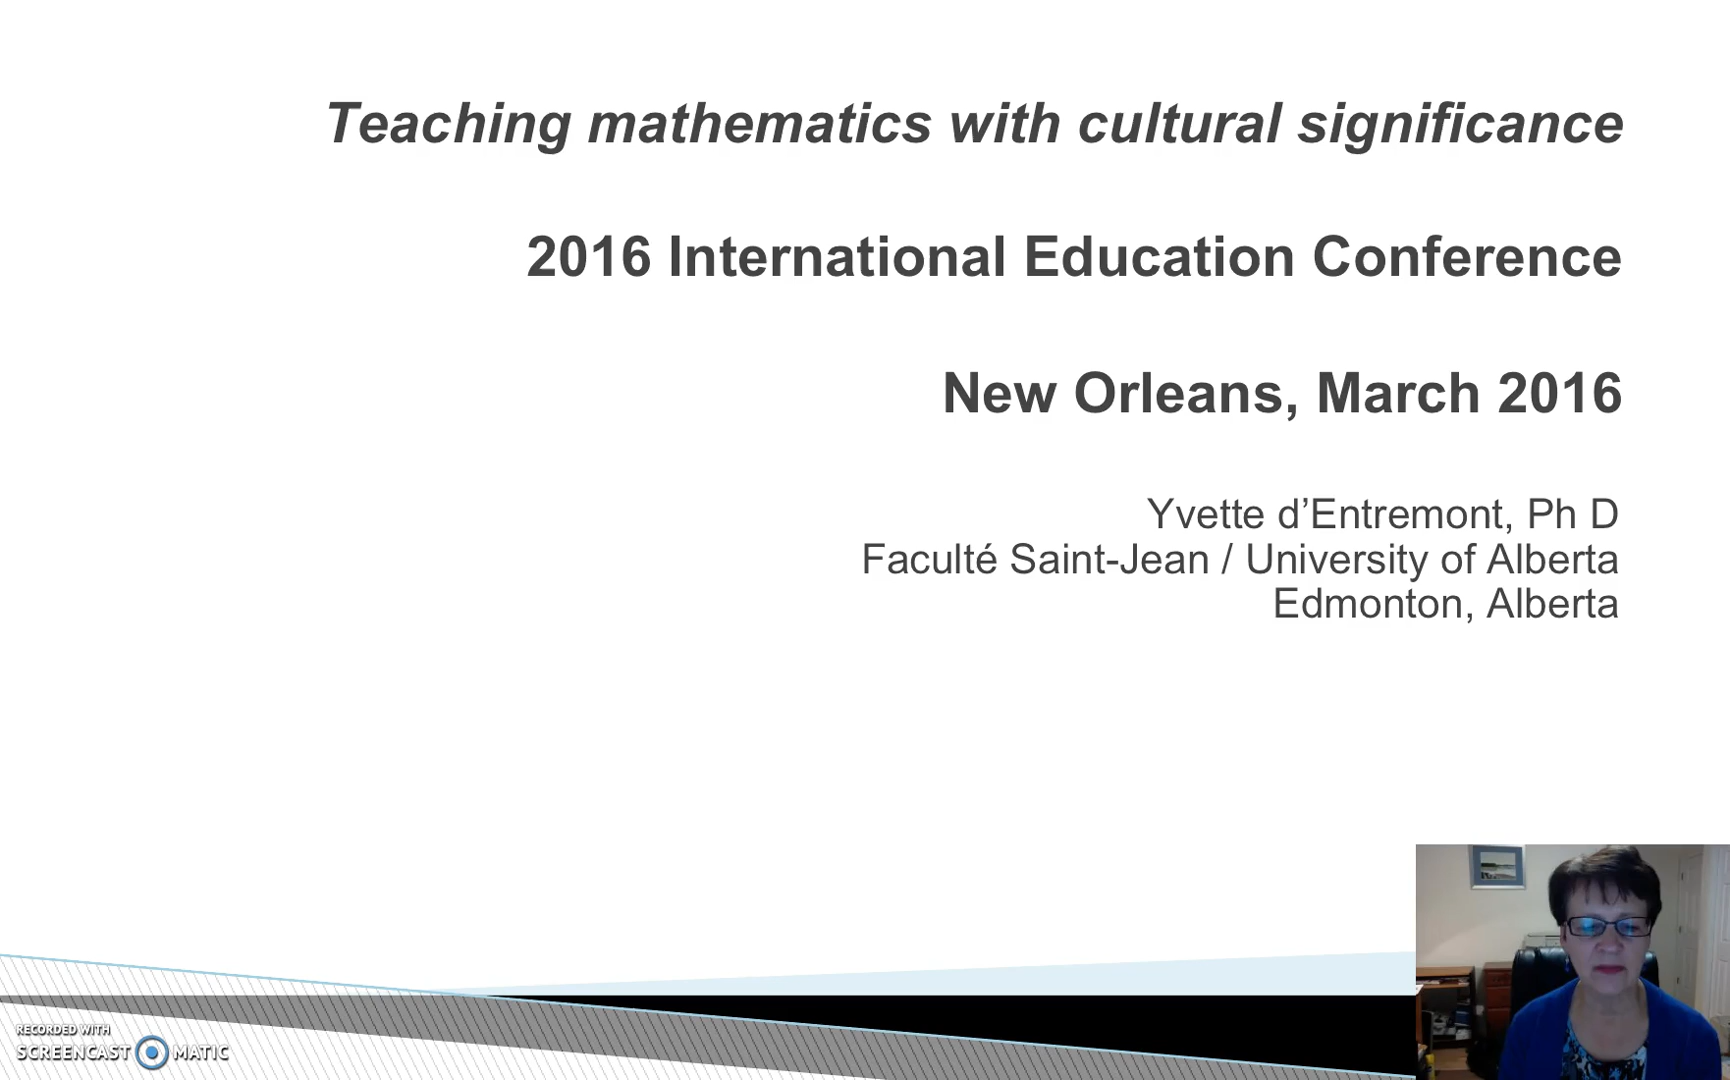 Teaching mathematics with cultural significance
2016 International Education Conference
New Orleans, March 2016
Yvette d’Entremont, Ph D
Faculté Saint-Jean / University of Alberta
Edmonton, Alberta
RECORDED WITH
SCREENCAST MATIC